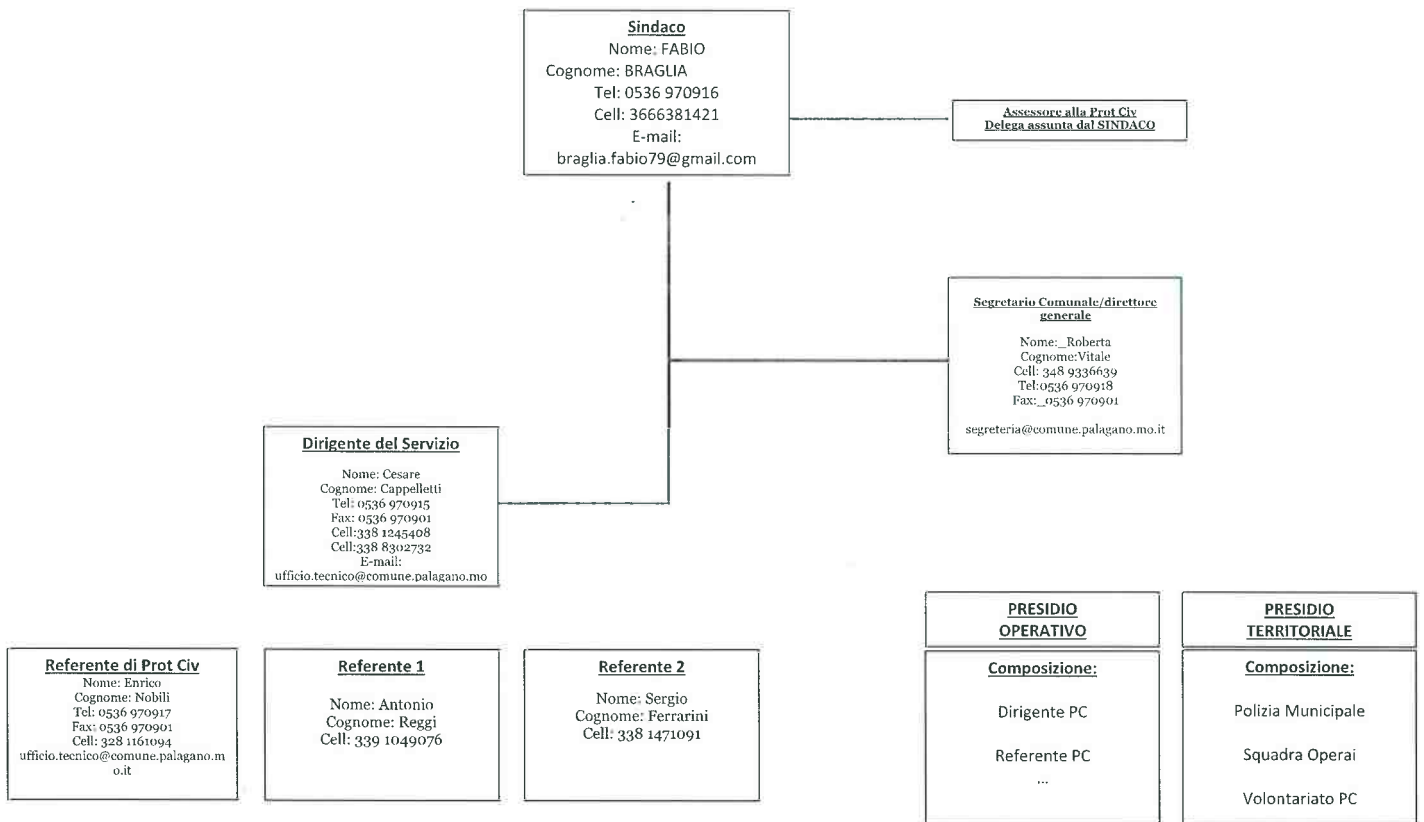 Sindaco
Nome: FABIO
Cognome: BRAGLIA
Tel: 0536 970916
Cell: 3666381421
E-mail:
braglia.fabio79@gmail.com
Assessore alla Prot Civ
Delega assunta dal SINDACO
Segretario Comunale/direttore
generale
Nome:_Roberta
Cognome:Vitale
Cell: 348 9336639
Tel:0536 970918
Fax:_0536 970901
segreteria@comune.palagano.mo.it
Dirigente del Servizio
Nome: Cesare
Cognome: Cappelletti
Tel: 0536 970915
Fax: 0536 970901
Cell:338 1245408
Cell:338 8302732
E-mail:
ufficio.tecnico@comune.palagano.mo
Referente di Prot Civ
Nome: Enrico
Cognome: Nobili
Tel: 0536 970917
Fax: 0536 970901
Cell: 328 1161094
ufficio.tecnico@comune.palagano.m
o.it
Referente 1
Nome: Antonio
Cognome: Reggi
Cell: 339 1049076
Referente 2
Nome: Sergio
Cognome: Ferrarini
Cell: 338 1471091
PRESIDIO
OPERATIVO
Composizione:
Dirigente PC
Referente PC
...
PRESIDIO
TERRITORIALE
Composizione:
Polizia Municipale
Squadra Operai
Volontariato PC